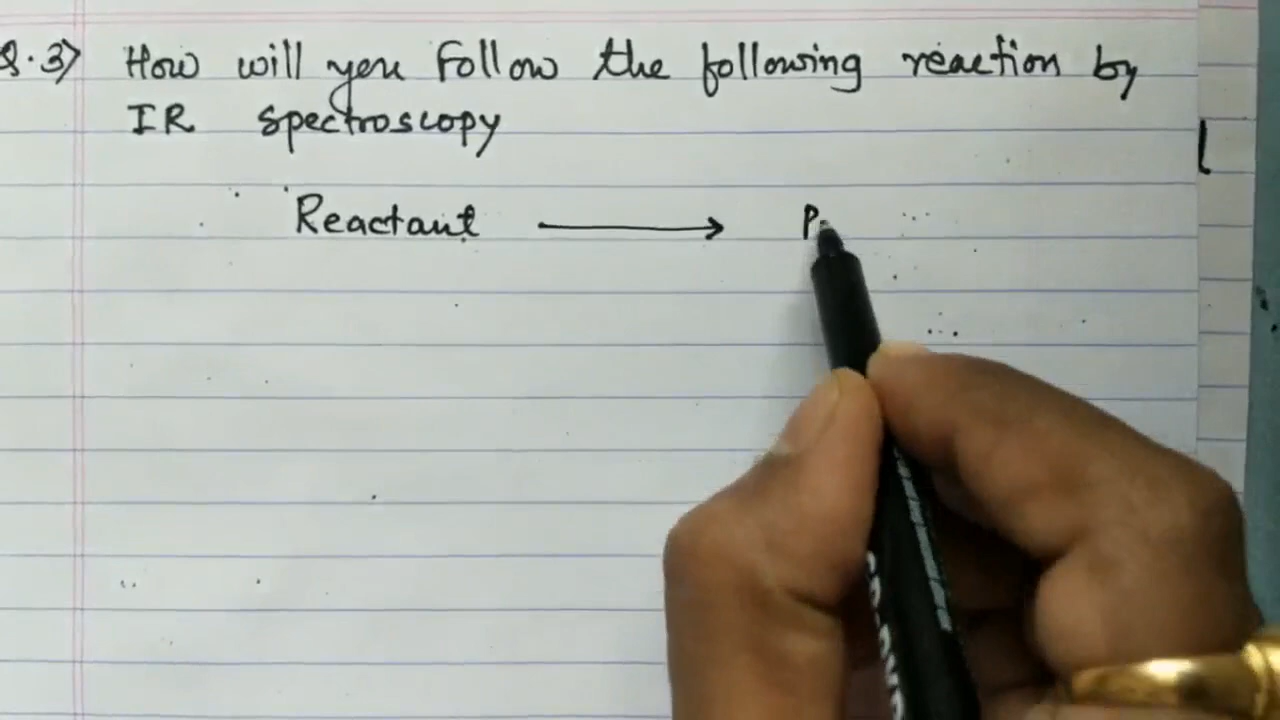 Q.3) How will you Follow the following reaction by
IR Spectroscopy
Reactant → P